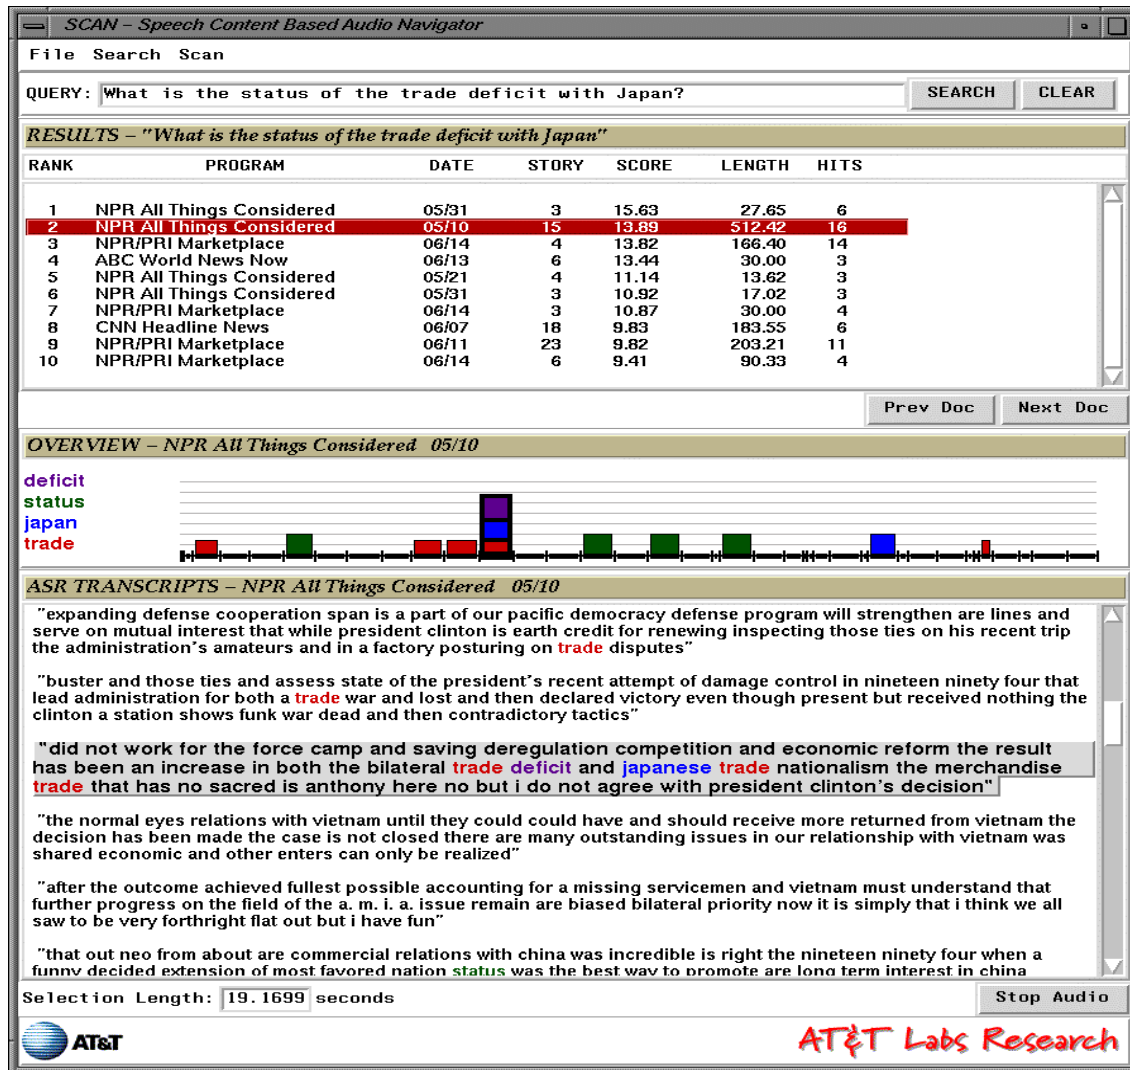 SCAN – Speech Content Based Audio Navigator
File Search Scan
QUERY: What is the status of the trade deficit with Japan? SEARCH CLEAR
RESULTS – "What is the status of the trade deficit with Japan"
RANK PROGRAM DATE STORY SCORE LENGTH HITS
1 NPR All Things Considered 05/31 3 15.63 27.65 6
2 NPR All Things Considered 05/10 15 13.89 512.42 16
3 NPR/PRI Marketplace 06/14 4 13.82 166.40 14
4 ABC World News Now 06/13 6 13.44 30.00 3
5 NPR All Things Considered 05/21 4 11.14 13.62 3
6 NPR All Things Considered 05/31 3 10.92 17.02 3
7 NPR/PRI Marketplace 06/14 3 10.87 30.00 4
8 CNN Headline News 06/07 18 9.83 183.55 6
9 NPR/PRI Marketplace 06/11 23 9.82 203.21 11
10 NPR/PRI Marketplace 06/14 6 9.41 90.33 4
Prev Doc Next Doc
OVERVIEW – NPR All Things Considered 05/10
deficit
status
japan
trade
ASR TRANSCRIPTS – NPR All Things Considered 05/10
"expanding defense cooperation span is a part of our pacific democracy defense program will strengthen are lines and
serve on mutual interest that while president clinton is earth credit for renewing inspecting those ties on his recent trip
the administration's amateurs and in a factory posturing on trade disputes"
"buster and those ties and assess state of the president's recent attempt of damage control in nineteen ninety four that
lead administration for both a trade war and lost and then declared victory even though present but received nothing the
clinton a station shows funk war dead and then contradictory tactics"
"did not work for the force camp and saving deregulation competition and economic reform the result
has been an increase in both the bilateral trade deficit and japanese trade nationalism the merchandise
trade that has no sacred is anthony here no but i do not agree with president clinton's decision"
"the normal eyes relations with vietnam until they could could have and should receive more returned from vietnam the
decision has been made the case is not closed there are many outstanding issues in our relationship with vietnam was
shared economic and other enters can only be realized"
"after the outcome achieved fullest possible accounting for a missing servicemen and vietnam must understand that
further progress on the field of the a. m. i. a. issue remain are biased bilateral priority now it is simply that i think we all
saw to be very forthright flat out but i have fun"
"that out neo from about are commercial relations with china was incredible is right the nineteen ninety four when a
funny decided extension of most favored nation status was the best way to promote are long term interest in china
Selection Length: 19.1699 seconds Stop Audio
AT&T AT&T Labs Research